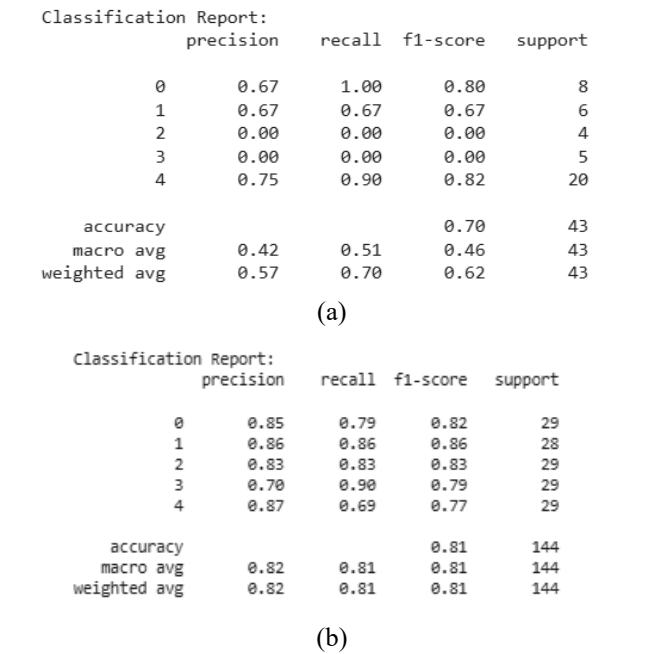 Classification Report:
precision recall f1-score support
0 0.67 1.00 0.80 8
1 0.67 0.67 0.67 6
2 0.00 0.00 0.00 4
3 0.00 0.00 0.00 5
4 0.75 0.90 0.82 20
accuracy 0.70 43
macro avg 0.42 0.51 0.46 43
weighted avg 0.57 0.70 0.62 43
(a)
Classification Report:
precision recall f1-score support
0 0.85 0.79 0.82 29
1 0.86 0.86 0.86 28
2 0.83 0.83 0.83 29
3 0.70 0.90 0.79 29
4 0.87 0.69 0.77 29
accuracy 0.81 144
macro avg 0.82 0.81 0.81 144
weighted avg 0.82 0.81 0.81 144
(b)